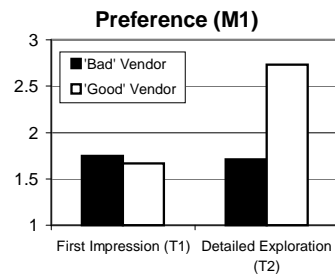 Preference (M1)
3
2.5
2
1.5
1
'Bad' Vendor
'Good' Vendor
First Impression (T1)
Detailed Exploration
(T2)